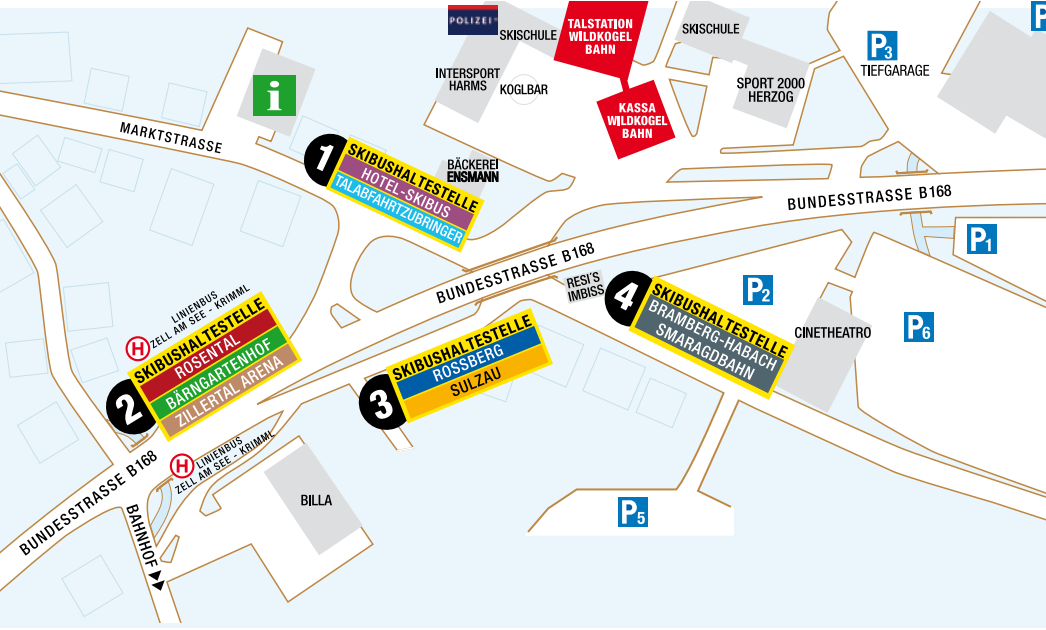 POLIZEI
SKISCHULE
TALSTATION
WILDKOGEL
BAHN
SKISCHULE
P3
TIEFGARAGE
P
INTERSPORT
HARMS
KOGLBAR
SPORT 2000
HERZOG
KASSA
WILDKOGEL
BAHN
i
MARKTSTRASSE
1
SKIBUSHALTESTELLE
HOTEL-SKIBUS
TALABFAHRTZUBRINGER
BÄCKEREI
ENSMANN
BUNDESSTRASSE B168
P1
BUNDESSTRASSE B168
RESI'S
IMBISS
4
SKIBUSHALTESTELLE
BRAMBERG-HABACH
SMARAGDBAHN
P2
CINETHEATRO
P6
H
LINIENBUS
ZELL AM SEE - KRIMML
2
SKIBUSHALTESTELLE
ROSENTAL
BÄRNGARTENHOF
ZILLERTAL ARENA
3
SKIBUSHALTESTELLE
ROSSBERG
SULZAU
H
LINIENBUS
ZELL AM SEE - KRIMML
BUNDESSTRASSE B168
BAHNHOF
BILLA
P5